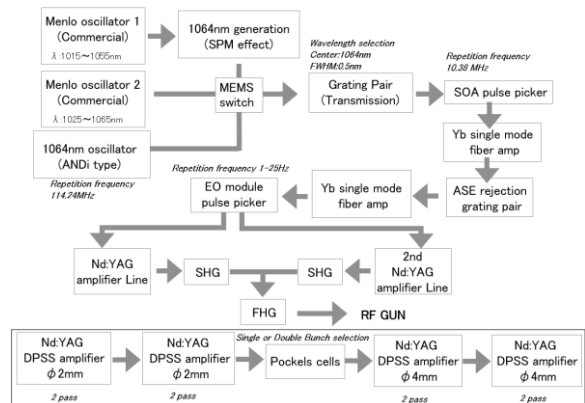 Menlo oscillator 1
(Commercial)
λ:1015～1055nm
1064nm generation
(SPM effect)
Wavelength selection
Center:1064nm
FWHM:0.5nm
Repetition frequency
10.38 MHz
Menlo oscillator 2
(Commercial)
λ:1025～1065nm
MEMS
switch
Grating Pair
(Transmission)
SOA pulse picker
1064nm oscillator
(ANDi type)
Yb single mode
fiber amp
Repetition frequency
114.24MHz
Repetition frequency 1-25Hz
EO module
pulse picker
Yb single mode
fiber amp
ASE rejection
grating pair
Nd:YAG
amplifier Line
SHG
SHG
2nd
Nd:YAG
amplifier Line
FHG
RF GUN
Single or Double Bunch selection
Nd:YAG
DPSS amplifier
φ2mm
Nd:YAG
DPSS amplifier
φ2mm
Pockels cells
Nd:YAG
DPSS amplifier
φ4mm
Nd:YAG
DPSS amplifier
φ4mm
2 pass
2 pass
2 pass
2 pass